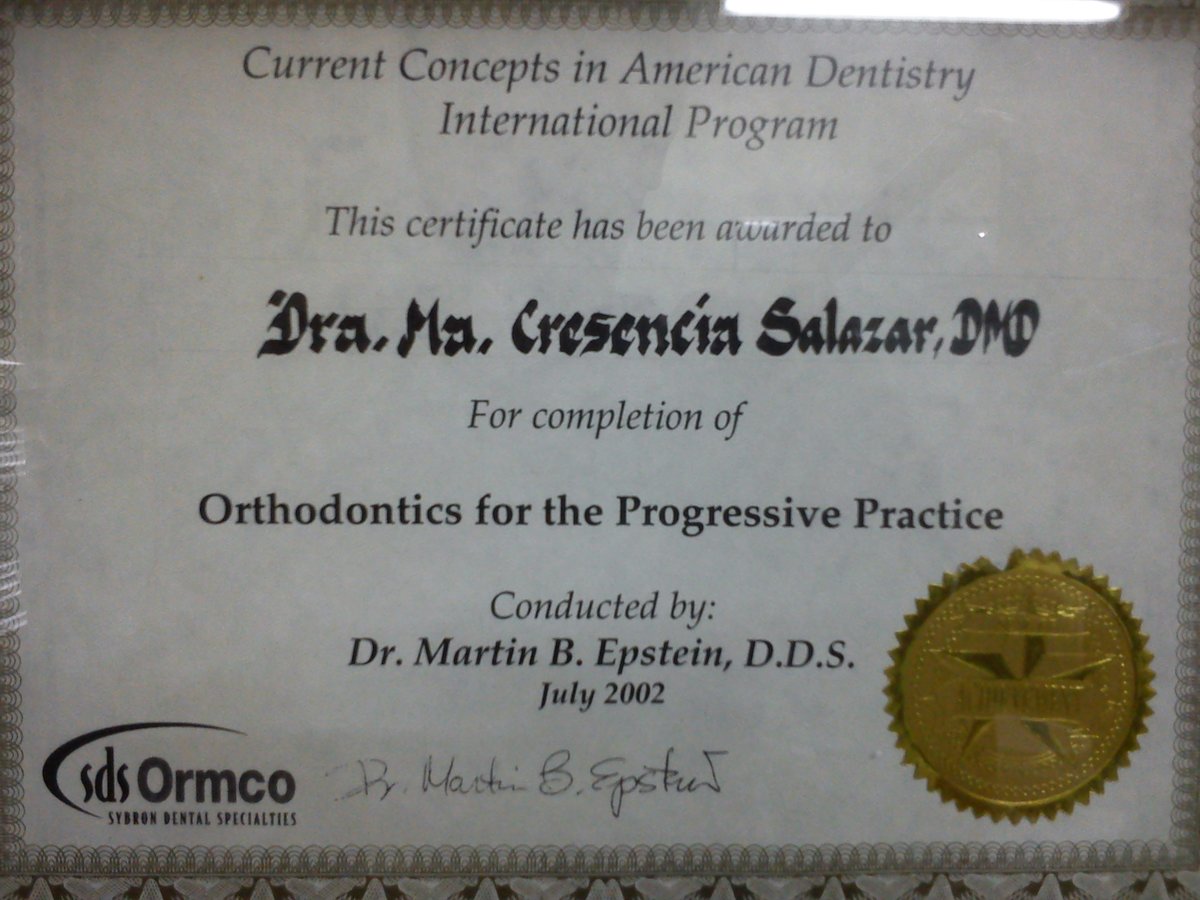 Current Concepts in American Dentistry
International Program
This certificate has been awarded to
Dra. Ma. Cresencia Salazar, DMD
For completion of
Orthodontics for the Progressive Practice
Conducted by:
Dr. Martin B. Epstein, D.D.S.
July 2002
sds Ormco
SYBRON DENTAL SPECIALTIES
Dr. Martin B. Epstein
ACHIEVEMENT